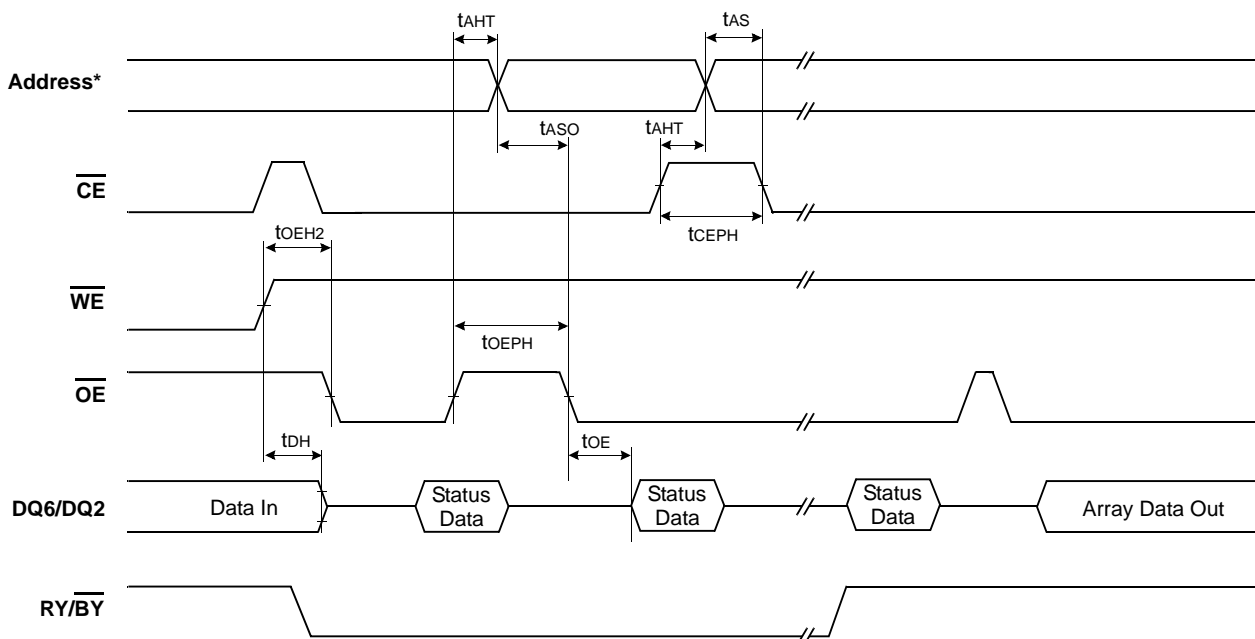 tAHT
tAS
Address*
tASO
tAHT
CE
tCEPH
tOEH2
WE
tOEPH
OE
tDH
tOE
DQ6/DQ2
Data In
Status
Data
Status
Data
Status
Data
Array Data Out
RY/BY